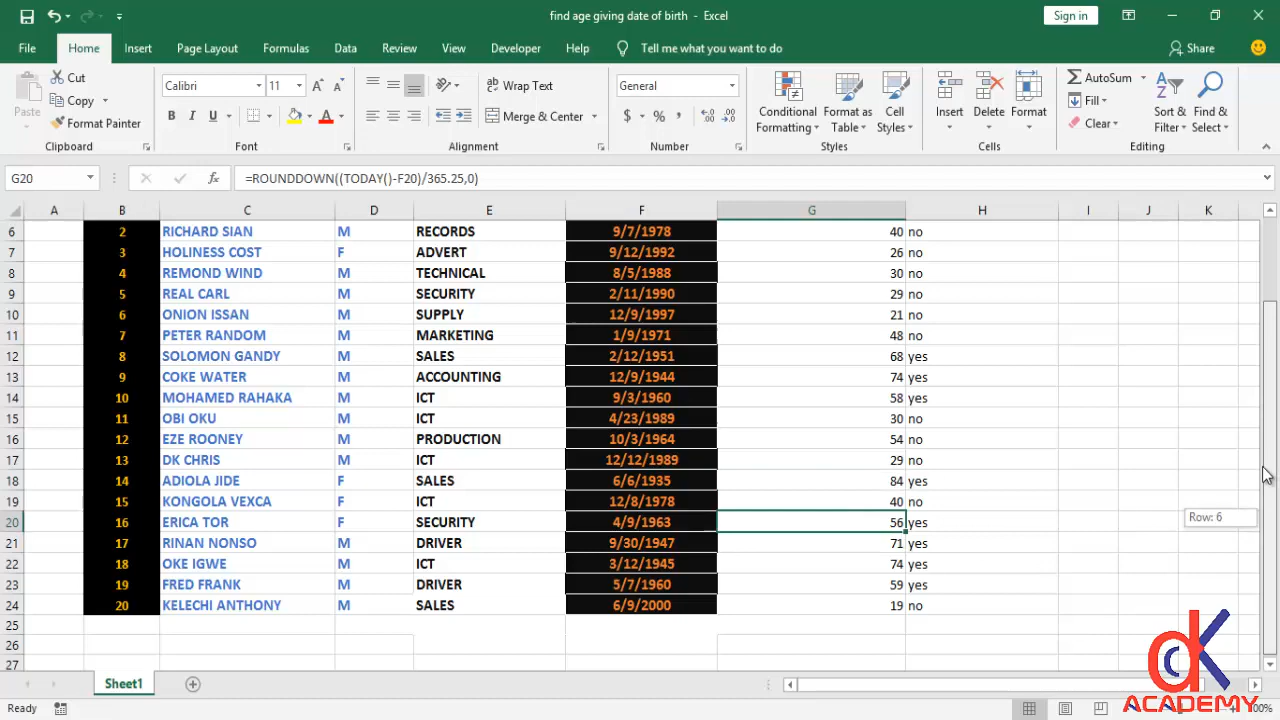 find age giving date of birth - Excel
Sign in
File Home Insert Page Layout Formulas Data Review View Developer Help Tell me what you want to do Share
Paste
Cut
Copy
Format Painter
Calibri 11
B I U
Wrap Text
Merge & Center
General
$ % ,
Conditional Formatting
Format as Table
Cell Styles
Insert
Delete
Format
AutoSum
Fill
Clear
Sort & Filter
Find & Select
Clipboard Font Alignment Number Styles Cells Editing
G20 fx =ROUNDDOWN((TODAY()-F20)/365.25,0)
A B C D E F G H I J K
6 2 RICHARD SIAN M RECORDS 9/7/1978 40 no
7 3 HOLINESS COST F ADVERT 9/12/1992 26 no
8 4 REMOND WIND M TECHNICAL 8/5/1988 30 no
9 5 REAL CARL M SECURITY 2/11/1990 29 no
10 6 ONION ISSAN M SUPPLY 12/9/1997 21 no
11 7 PETER RANDOM M MARKETING 1/9/1971 48 no
12 8 SOLOMON GANDY M SALES 2/12/1951 68 yes
13 9 COKE WATER M ACCOUNTING 12/9/1944 74 yes
14 10 MOHAMED RAHAKA M ICT 9/3/1960 58 yes
15 11 OBI OKU M ICT 4/23/1989 30 no
16 12 EZE ROONEY M PRODUCTION 10/3/1964 54 no
17 13 DK CHRIS M ICT 12/12/1989 29 no
18 14 ADIOLA JIDE F SALES 6/6/1935 84 yes
19 15 KONGOLA VEXCA F ICT 12/8/1978 40 no
20 16 ERICA TOR F SECURITY 4/9/1963 56 yes
Row: 6
21 17 RINAN NONSO M DRIVER 9/30/1947 71 yes
22 18 OKE IGWE M ICT 3/12/1945 74 yes
23 19 FRED FRANK M DRIVER 5/7/1960 59 yes
24 20 KELECHI ANTHONY M SALES 6/9/2000 19 no
25
26
27
Sheet1
Ready
dK
ACADEMY